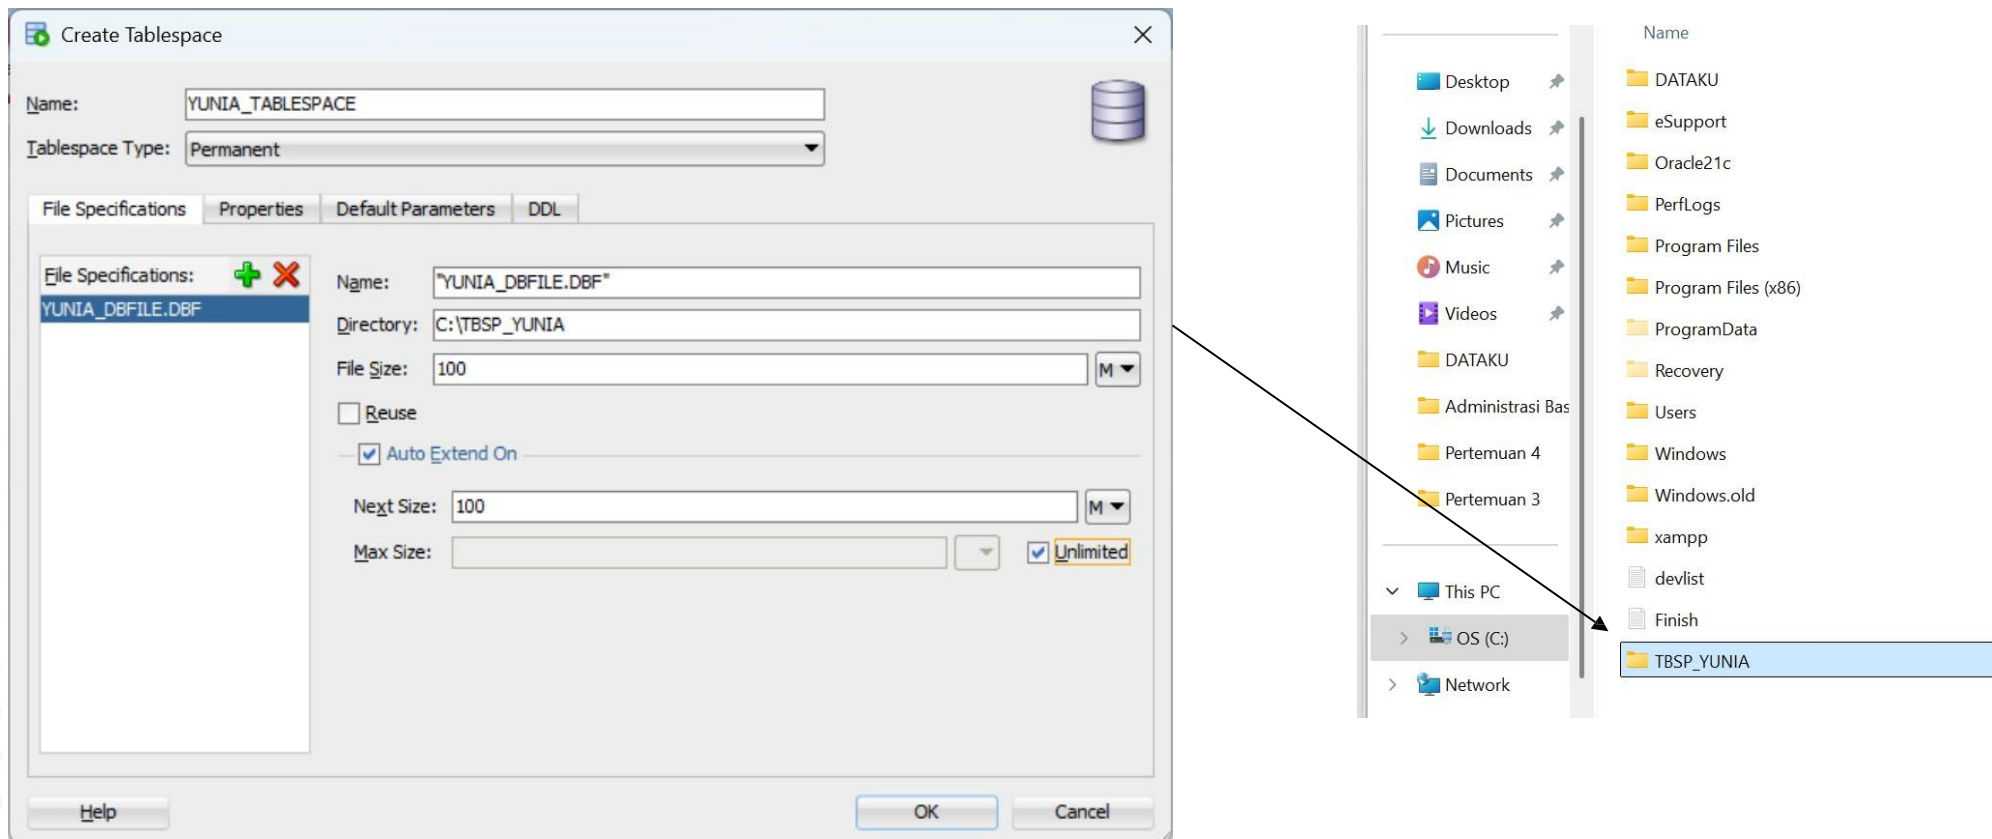 Create Tablespace
Name: YUNIA_TABLESPACE
Tablespace Type: Permanent
File Specifications Properties Default Parameters DDL
File Specifications:
YUNIA_DBFILE.DBF
Name: "YUNIA_DBFILE.DBF"
Directory: C:\TBSP_YUNIA
File Size: 100 M
Reuse
Auto Extend On
Next Size: 100 M
Max Size: Unlimited
Help OK Cancel
Desktop
Downloads
Documents
Pictures
Music
Videos
DATAKU
Administrasi Bas
Pertemuan 4
Pertemuan 3
This PC
OS (C:)
Network
Name
DATAKU
eSupport
Oracle21c
PerfLogs
Program Files
Program Files (x86)
ProgramData
Recovery
Users
Windows
Windows.old
xampp
devlist
Finish
TBSP_YUNIA